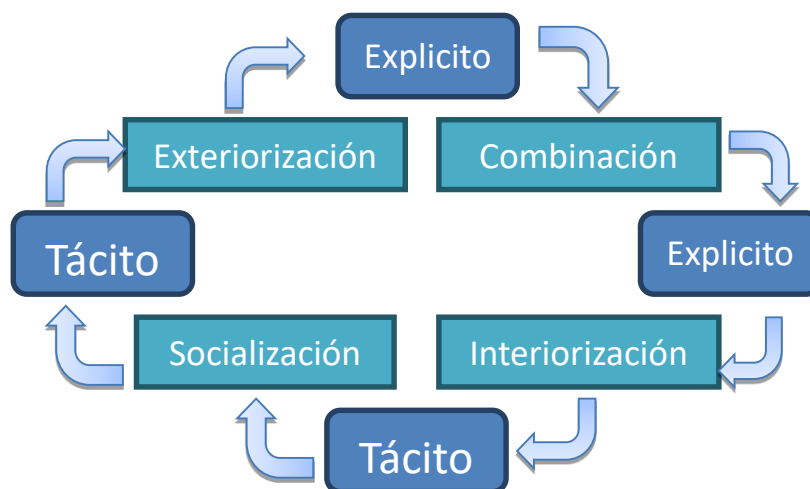 Explicito
Exteriorización
Combinación
Tácito
Explicito
Socialización
Interiorización
Tácito